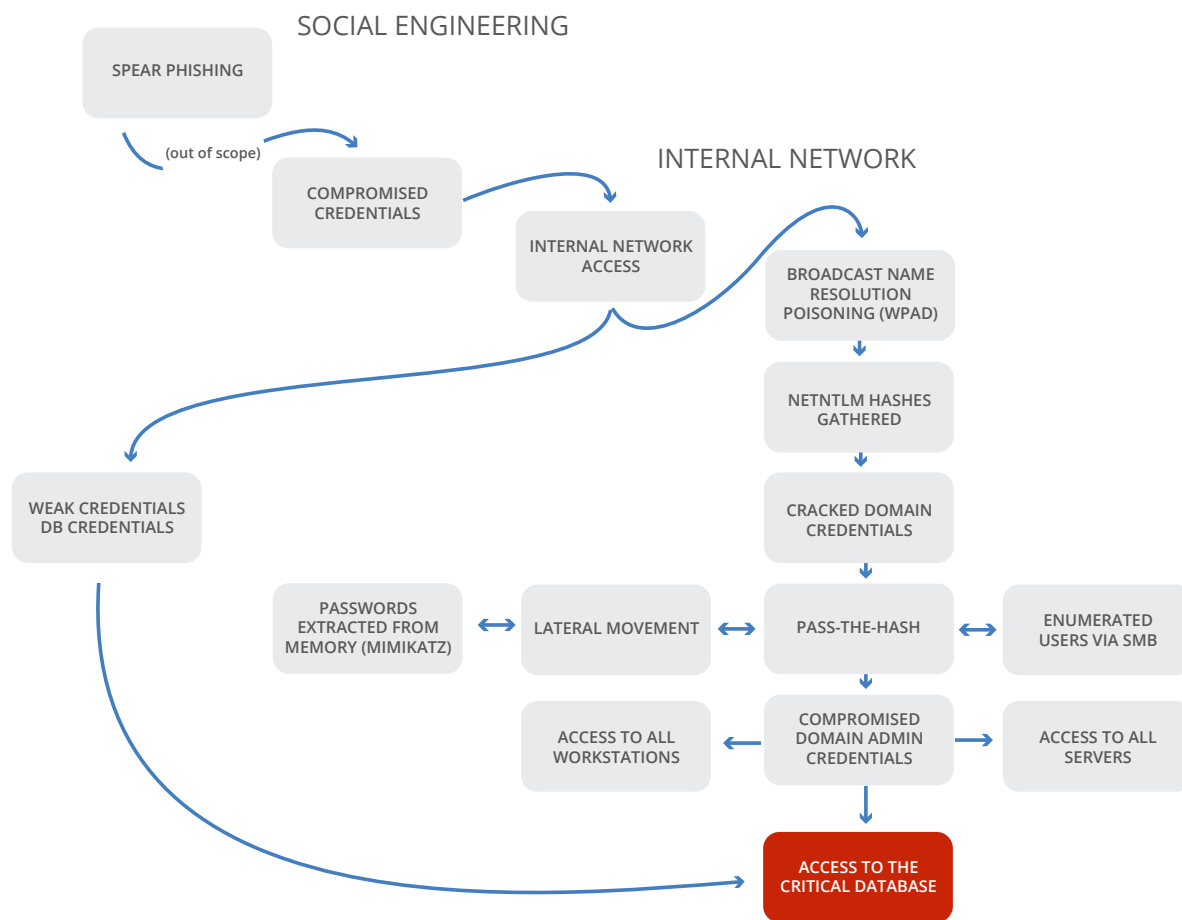 SOCIAL ENGINEERING
SPEAR PHISHING
(out of scope)
INTERNAL NETWORK
COMPROMISED
CREDENTIALS
INTERNAL NETWORK
ACCESS
BROADCAST NAME
RESOLUTION
POISONING (WPAD)
NETNTLM HASHES
GATHERED
WEAK CREDENTIALS
DB CREDENTIALS
CRACKED DOMAIN
CREDENTIALS
PASSWORDS
EXTRACTED FROM
MEMORY (MIMIKATZ)
LATERAL MOVEMENT
PASS-THE-HASH
ENUMERATED
USERS VIA SMB
ACCESS TO ALL
WORKSTATIONS
COMPROMISED
DOMAIN ADMIN
CREDENTIALS
ACCESS TO ALL
SERVERS
ACCESS TO THE
CRITICAL DATABASE